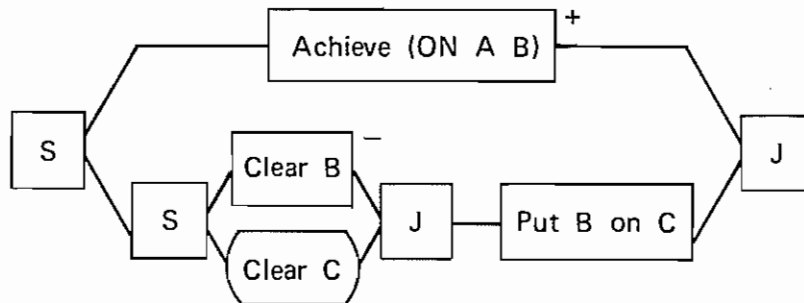 Achieve (ON A B) +
S
Clear B −
J
S
J
Put B on C
Clear C